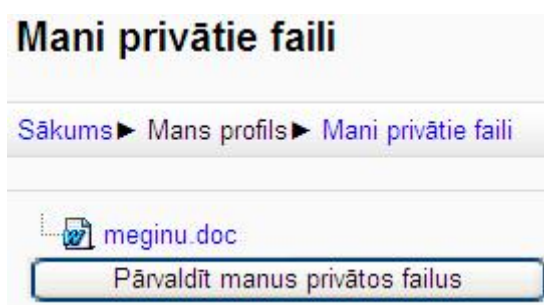 Mani privātie faili
Sākums► Mans profils► Mani privātie faili
meginu.doc
Pārvaldīt manus privātos failus